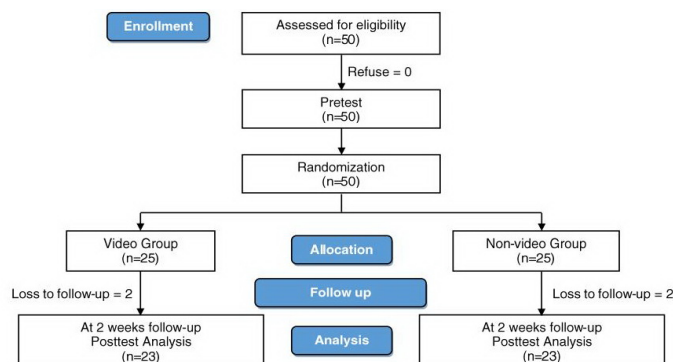 Enrollment
Assessed for eligibility
(n=50)
Refuse = 0
Pretest
(n=50)
Randomization
(n=50)
Video Group
(n=25)
Allocation
Non-video Group
(n=25)
Loss to follow-up = 2
Follow up
Loss to follow-up = 2
At 2 weeks follow-up
Posttest Analysis
(n=23)
Analysis
At 2 weeks follow-up
Posttest Analysis
(n=23)